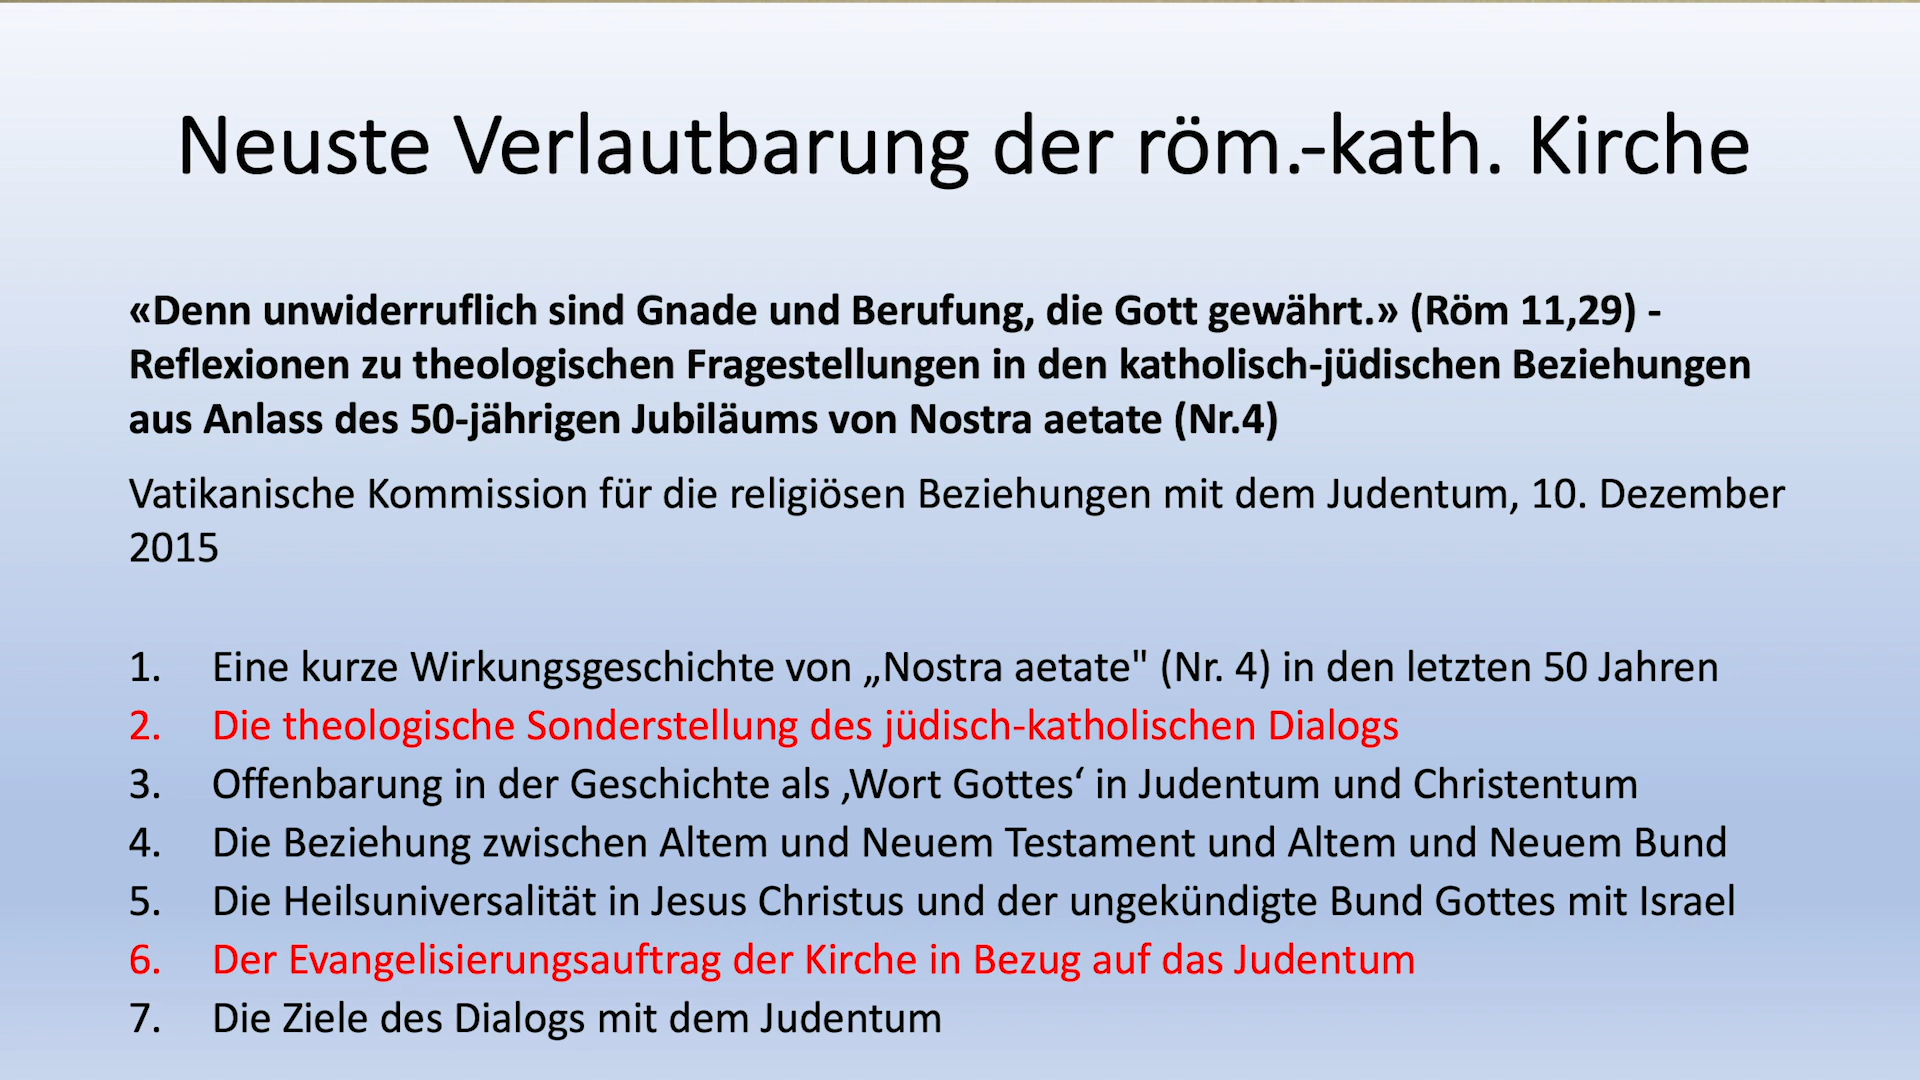 Neuste Verlautbarung der röm.-kath. Kirche
«Denn unwiderruflich sind Gnade und Berufung, die Gott gewährt.» (Röm 11,29) -
Reflexionen zu theologischen Fragestellungen in den katholisch-jüdischen Beziehungen
aus Anlass des 50-jährigen Jubiläums von Nostra aetate (Nr.4)
Vatikanische Kommission für die religiösen Beziehungen mit dem Judentum, 10. Dezember
2015
1. Eine kurze Wirkungsgeschichte von „Nostra aetate" (Nr. 4) in den letzten 50 Jahren
2. Die theologische Sonderstellung des jüdisch-katholischen Dialogs
3. Offenbarung in der Geschichte als ‚Wort Gottes‘ in Judentum und Christentum
4. Die Beziehung zwischen Altem und Neuem Testament und Altem und Neuem Bund
5. Die Heilsuniversalität in Jesus Christus und der ungekündigte Bund Gottes mit Israel
6. Der Evangelisierungsauftrag der Kirche in Bezug auf das Judentum
7. Die Ziele des Dialogs mit dem Judentum